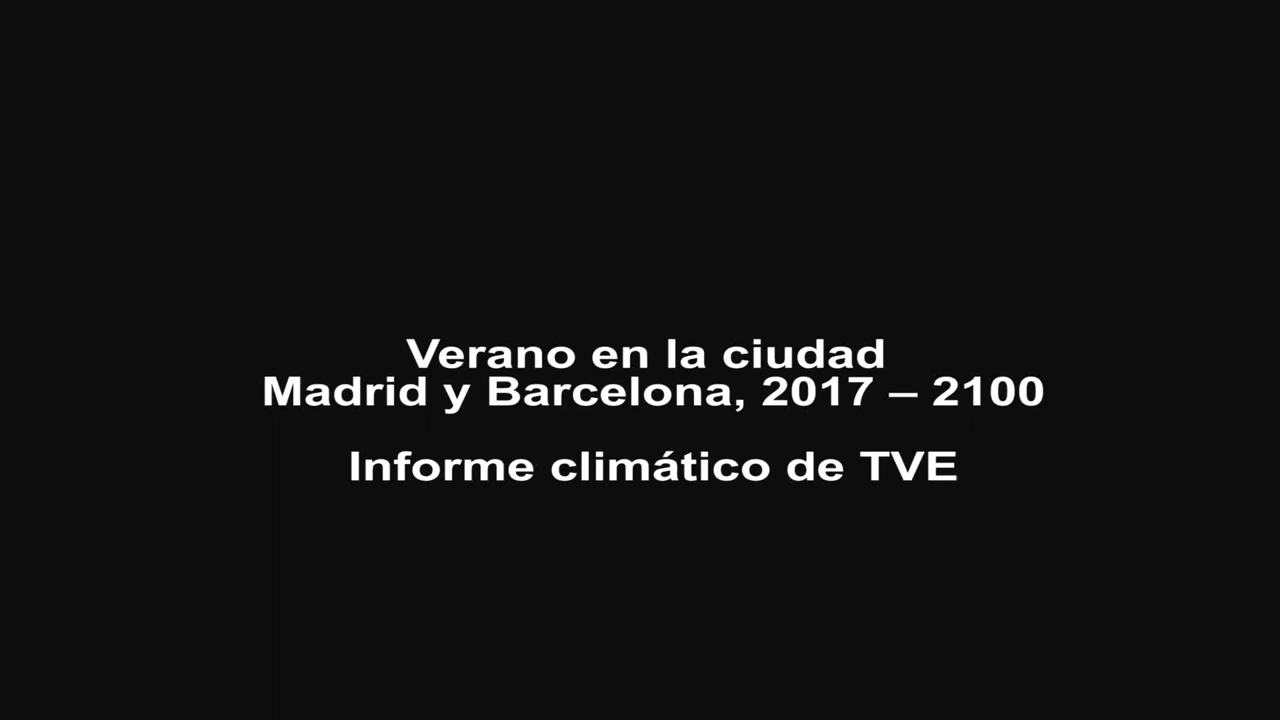 Verano en la ciudad
Madrid y Barcelona, 2017 – 2100
Informe climático de TVE